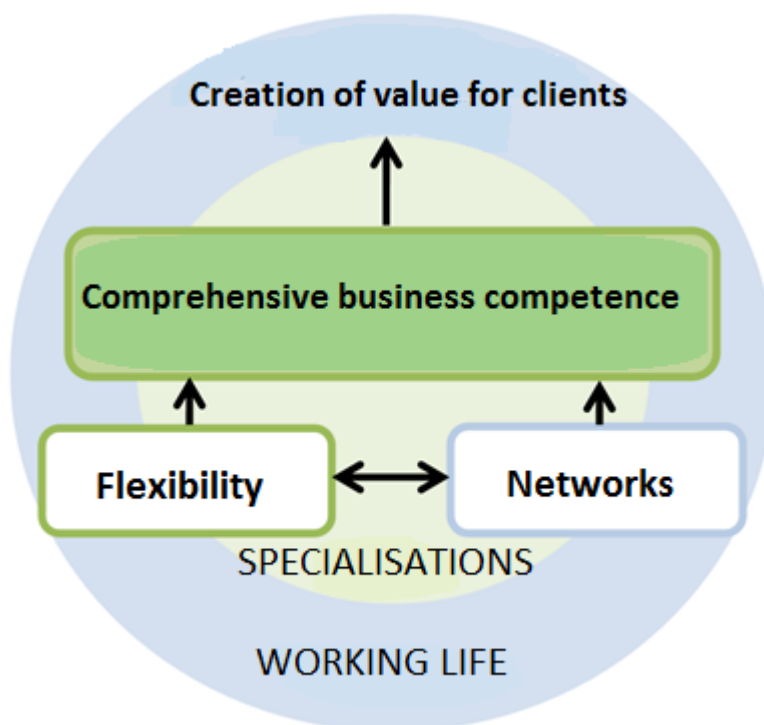 Creation of value for clients
Comprehensive business competence
Flexibility
Networks
SPECIALISATIONS
WORKING LIFE